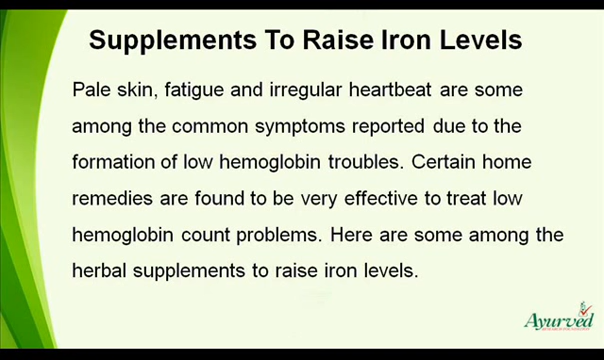 Supplements To Raise Iron Levels
Pale skin, fatigue and irregular heartbeat are some
among the common symptoms reported due to the
formation of low hemoglobin troubles. Certain home
remedies are found to be very effective to treat low
hemoglobin count problems. Here are some among the
herbal supplements to raise iron levels.
Ayurved